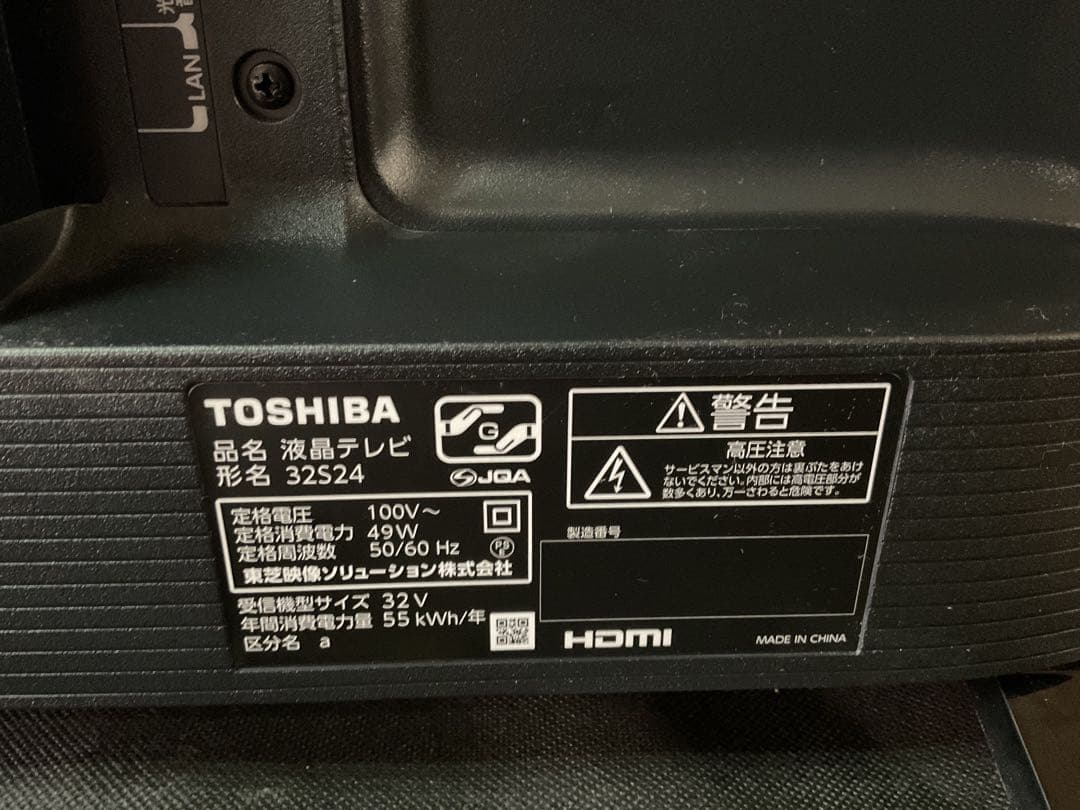 光
LAN
TOSHIBA
品名 液晶テレビ
形名 32S24
G
JQA
定格電圧 100V～
定格消費電力 49W
定格周波数 50/60 Hz
PS
E
東芝映像ソリューション株式会社
受信機型サイズ 32V
年間消費電力量 55 kWh/年
区分名 a
警告
高圧注意
サービスマン以外の方は裏ぶたをあけ
ないでください。内部には高電圧部分が
数多くあり、万一さわると危険です。
製造番号
HDMI
MADE IN CHINA